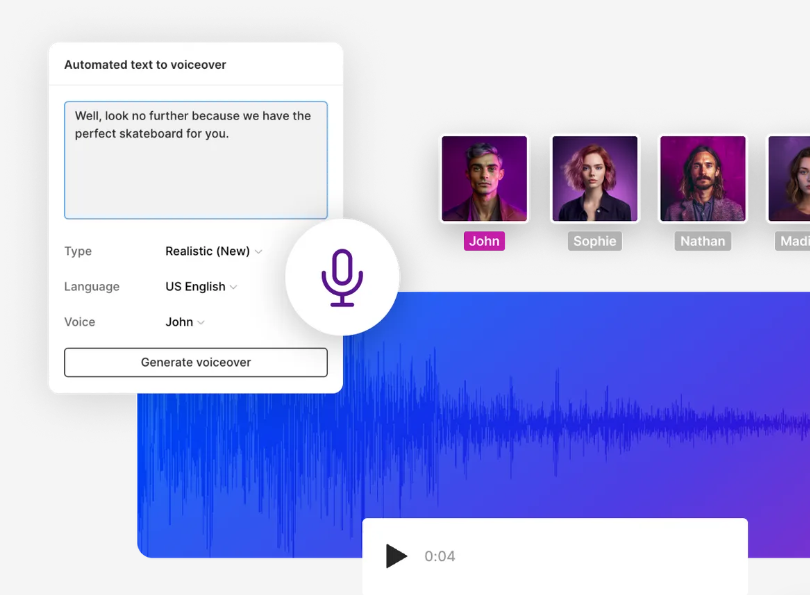 Automated text to voiceover
Well, look no further because we have the
perfect skateboard for you.
Type Realistic (New)
Language US English
Voice John
Generate voiceover
John Sophie Nathan Madi
0:04